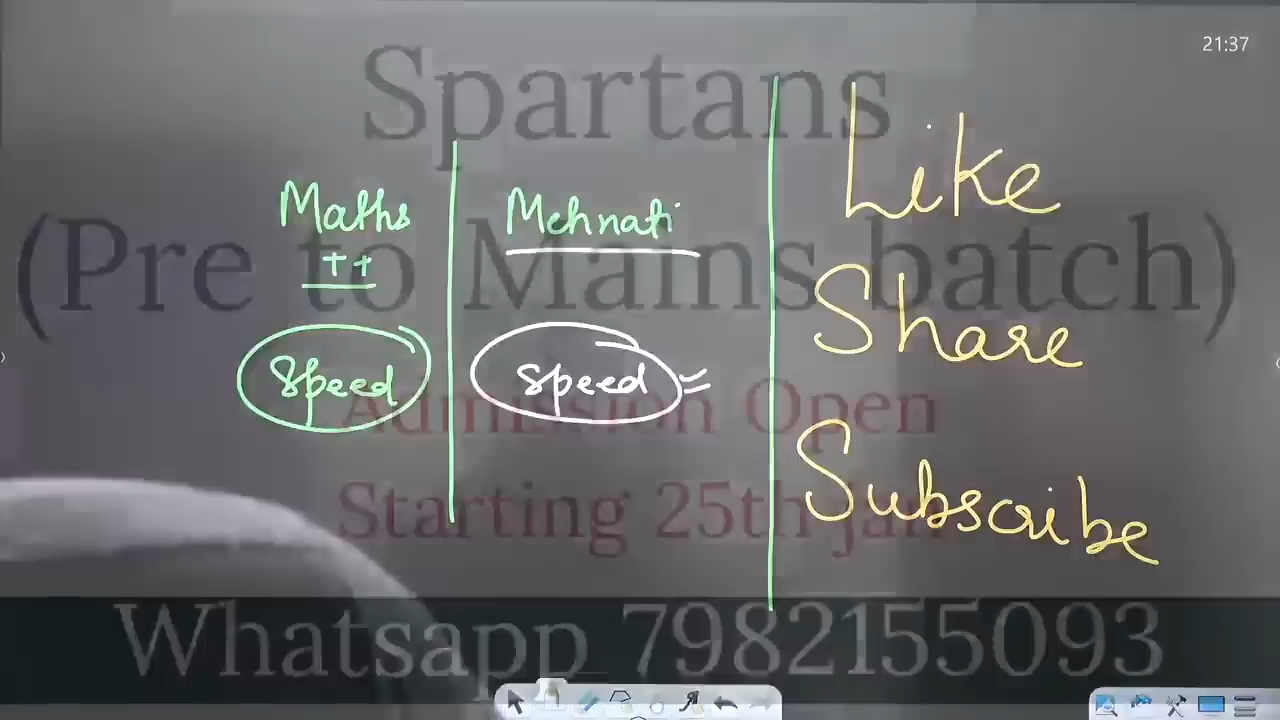 21:37
Spartans
(Pre to Mains batch)
Admission Open
Starting 25th jan
Whatsapp 7982155093
Maths
++
Speed
Mehnati
Speed
Like
Share
Subscribe